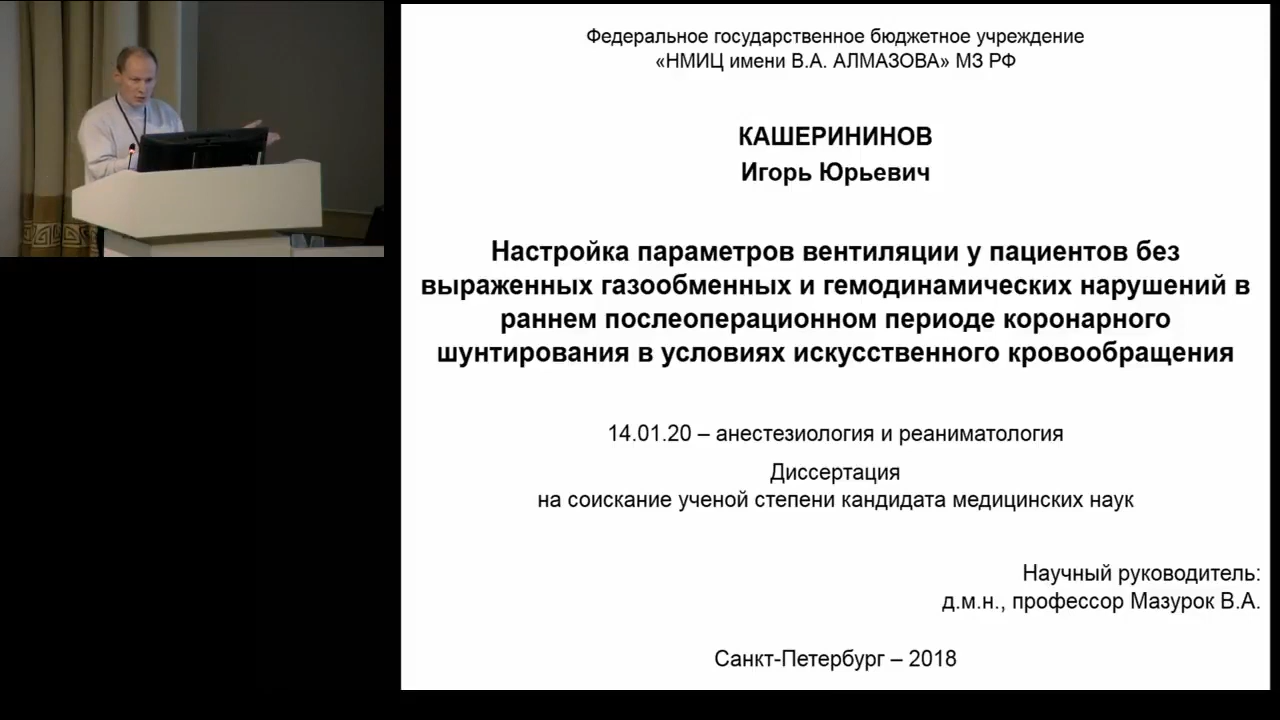 Федеральное государственное бюджетное учреждение
«НМИЦ имени В.А. АЛМАЗОВА» МЗ РФ
КАШЕРИНИНОВ
Игорь Юрьевич
Настройка параметров вентиляции у пациентов без
выраженных газообменных и гемодинамических нарушений в
раннем послеоперационном периоде коронарного
шунтирования в условиях искусственного кровообращения
14.01.20 – анестезиология и реаниматология
Диссертация
на соискание ученой степени кандидата медицинских наук
Научный руководитель:
д.м.н., профессор Мазурок В.А.
Санкт-Петербург – 2018